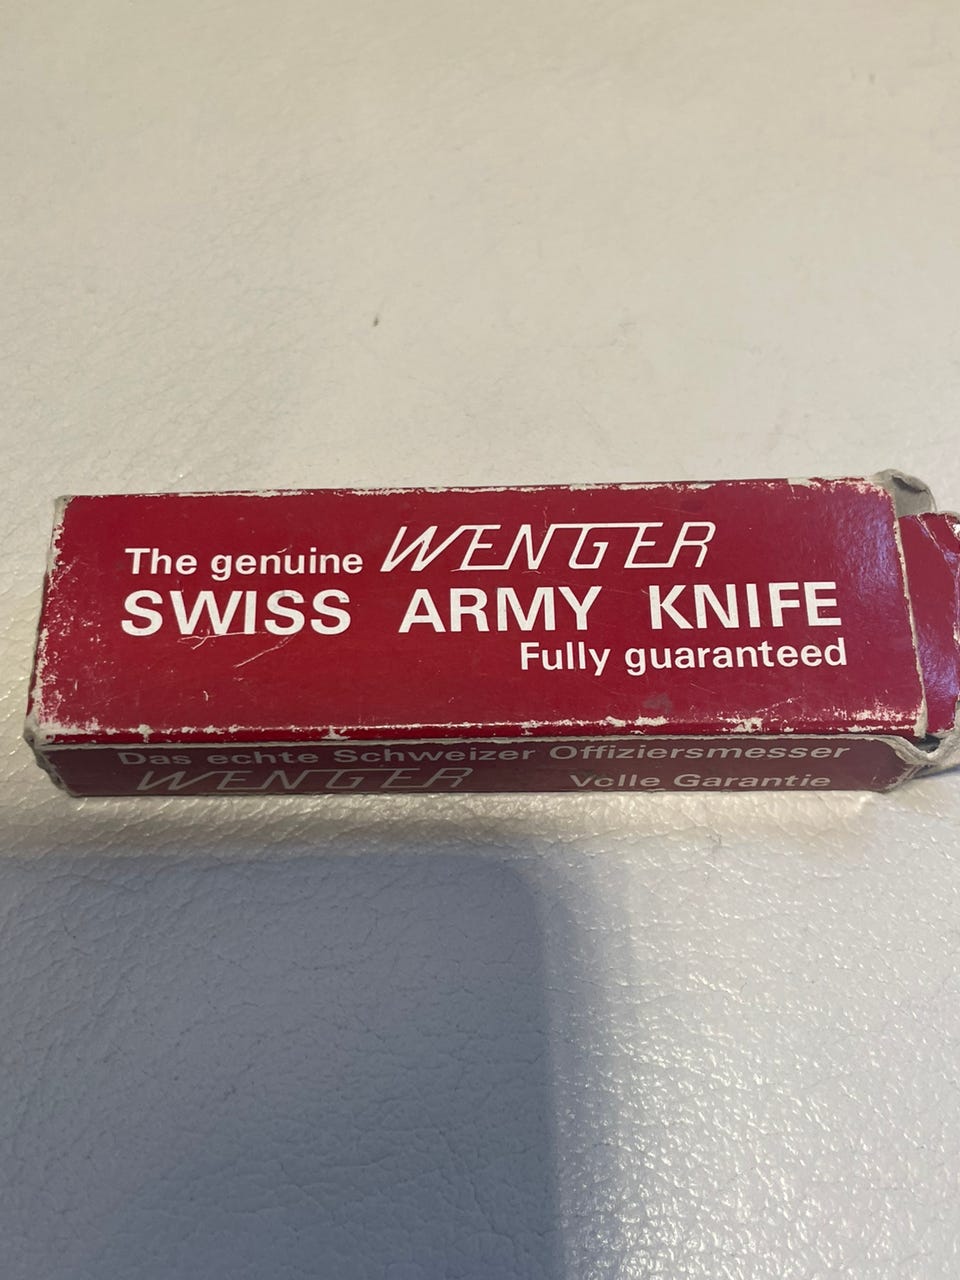 The genuine WENGER
SWISS ARMY KNIFE
Fully guaranteed
Das echte Schweizer Offiziersmesser
WENGER Volle Garantie